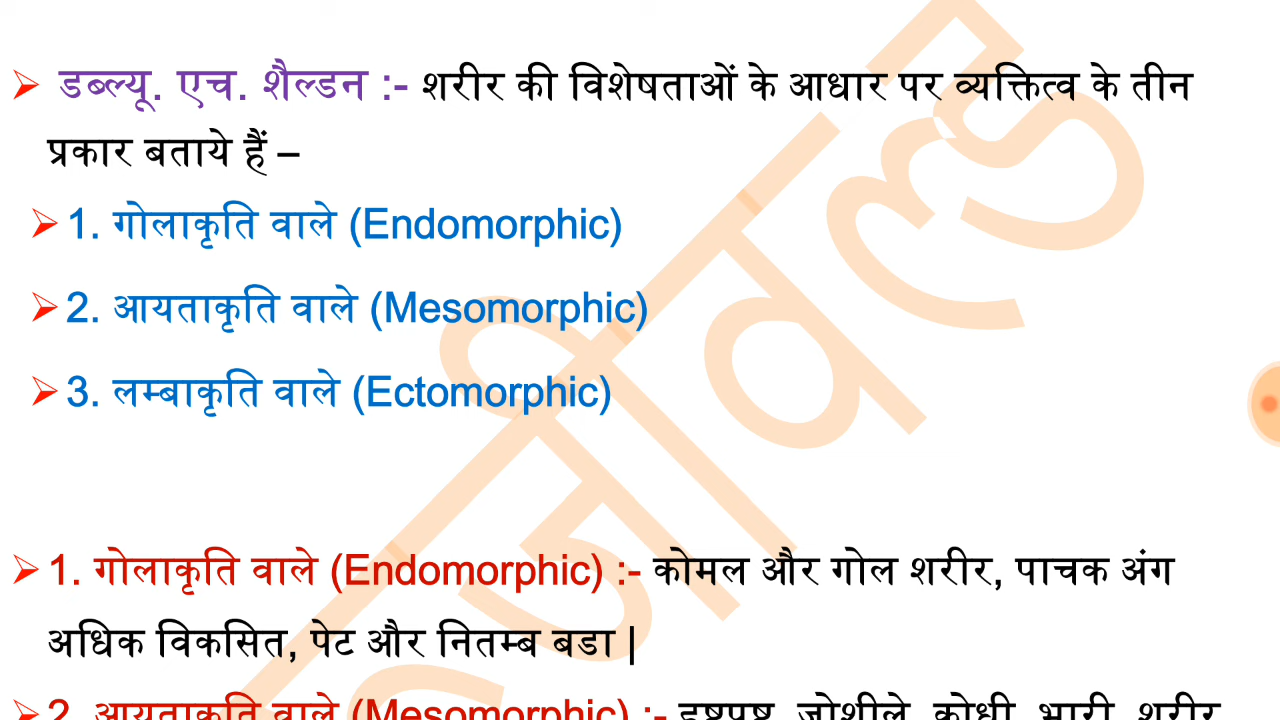 ➢ डब्ल्यू. एच. शैल्डन :- शरीर की विशेषताओं के आधार पर व्यक्तित्व के तीन
प्रकार बताये हैं –
➢ 1. गोलाकृति वाले (Endomorphic)
➢ 2. आयताकृति वाले (Mesomorphic)
➢ 3. लम्बाकृति वाले (Ectomorphic)
➢ 1. गोलाकृति वाले (Endomorphic) :- कोमल और गोल शरीर, पाचक अंग
अधिक विकसित, पेट और नितम्ब बडा |
➢ 2. आयताकृति वाले (Mesomorphic) :- हृष्टपुष्ट, जोशीले, क्रोधी, भारी, शरीर